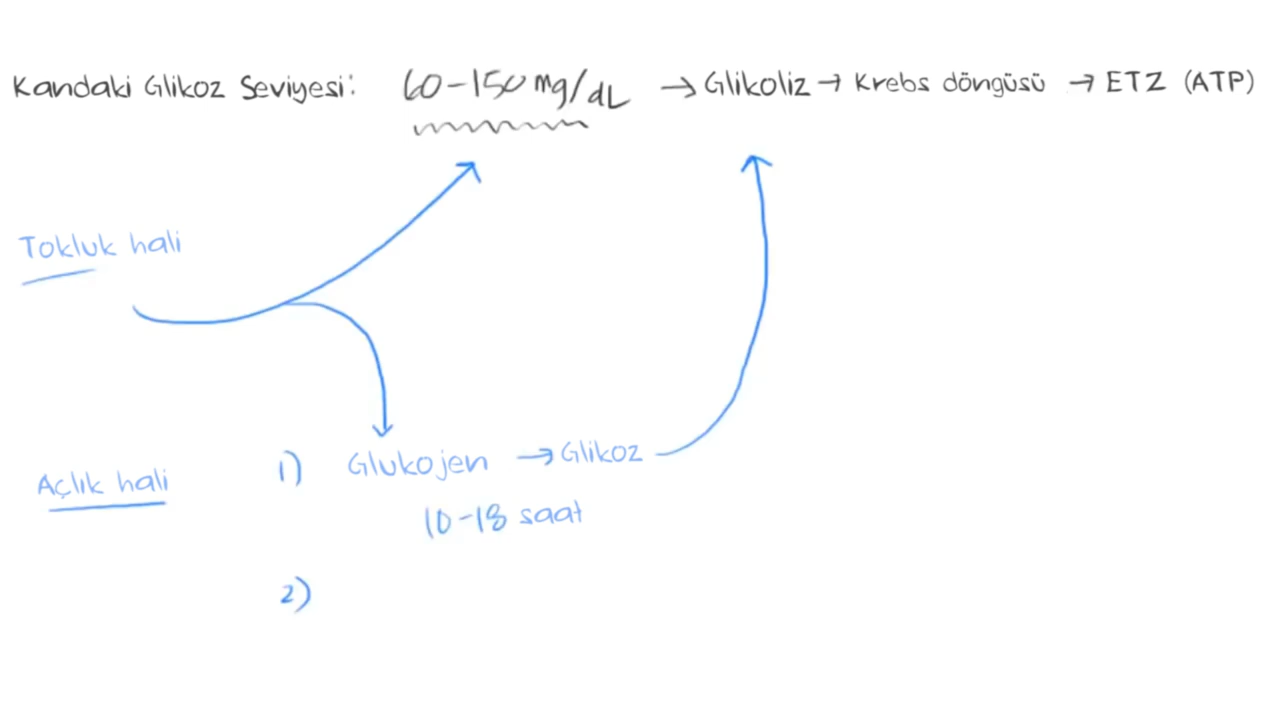 Kandaki Glikoz Seviyesi: 60-150 mg/dL → Glikoliz → Krebs döngüsü → ETZ (ATP)
Tokluk hali
Açlık hali 1) Glukojen → Glikoz
10-18 saat
2)